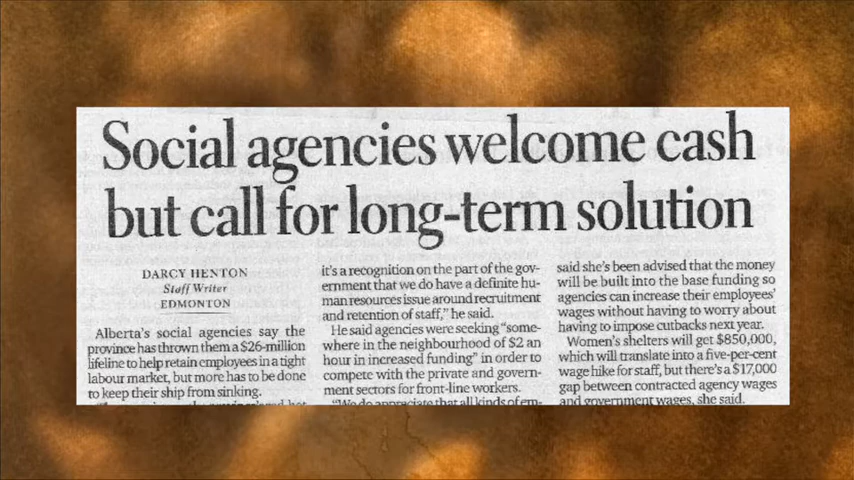 Social agencies welcome cash
but call for long-term solution
DARCY HENTON
Staff Writer
EDMONTON
Alberta's social agencies say the
province has thrown them a $26-million
lifeline to help retain employees in a tight
labour market, but more has to be done
to keep their ship from sinking.
it's a recognition on the part of the gov-
ernment that we do have a definite hu-
man resources issue around recruitment
and retention of staff," he said.
He said agencies were seeking "some-
where in the neighbourhood of $2 an
hour in increased funding" in order to
compete with the private and govern-
ment sectors for front-line workers.
"We do appreciate that all kinds of em-
said she's been advised that the money
will be built into the base funding so
agencies can increase their employees'
wages without having to worry about
having to impose cutbacks next year.
Women's shelters will get $850,000,
which will translate into a five-per-cent
wage hike for staff, but there's a $17,000
gap between contracted agency wages
and government wages, she said.